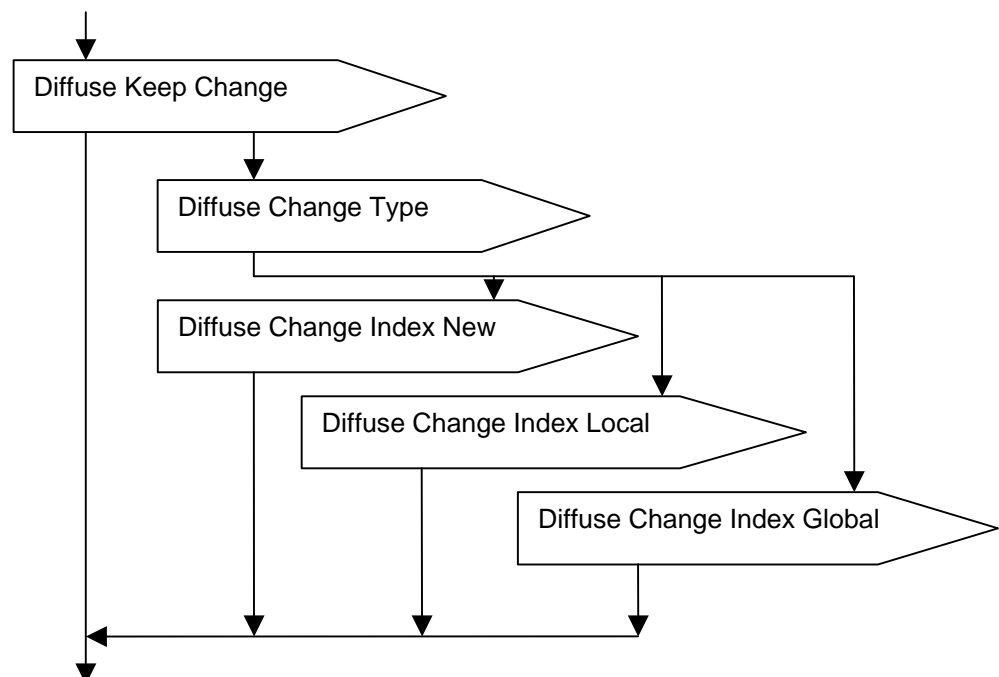 Diffuse Keep Change
Diffuse Change Type
Diffuse Change Index New
Diffuse Change Index Local
Diffuse Change Index Global